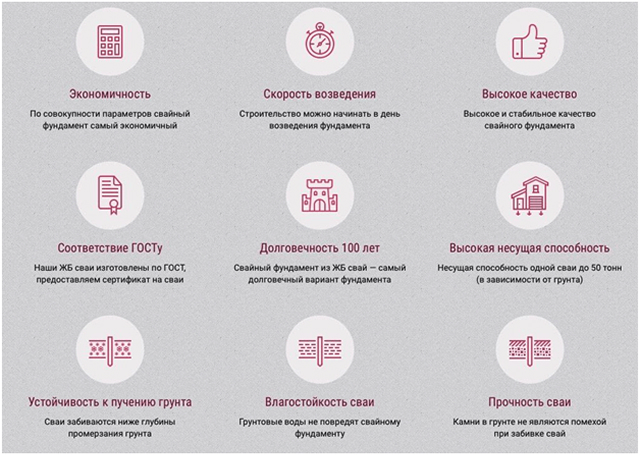 Экономичность
По совокупности параметров свайный
фундамент самый экономичный
Скорость возведения
Строительство можно начинать в день
возведения фундамента
Высокое качество
Высокое и стабильное качество
свайного фундамента
Соответствие ГОСТу
Наши ЖБ сваи изготовлены по ГОСТ,
предоставляем сертификат на сваи
Долговечность 100 лет
Свайный фундамент из ЖБ свай — самый
долговечный вариант фундамента
Высокая несущая способность
Несущая способность одной сваи до 50 тонн
(в зависимости от грунта)
Устойчивость к пучению грунта
Сваи забиваются ниже глубины
промерзания грунта
Влагостойкость сваи
Грунтовые воды не повредят свайному
фундаменту
Прочность сваи
Камни в грунте не являются помехой
при забивке свай